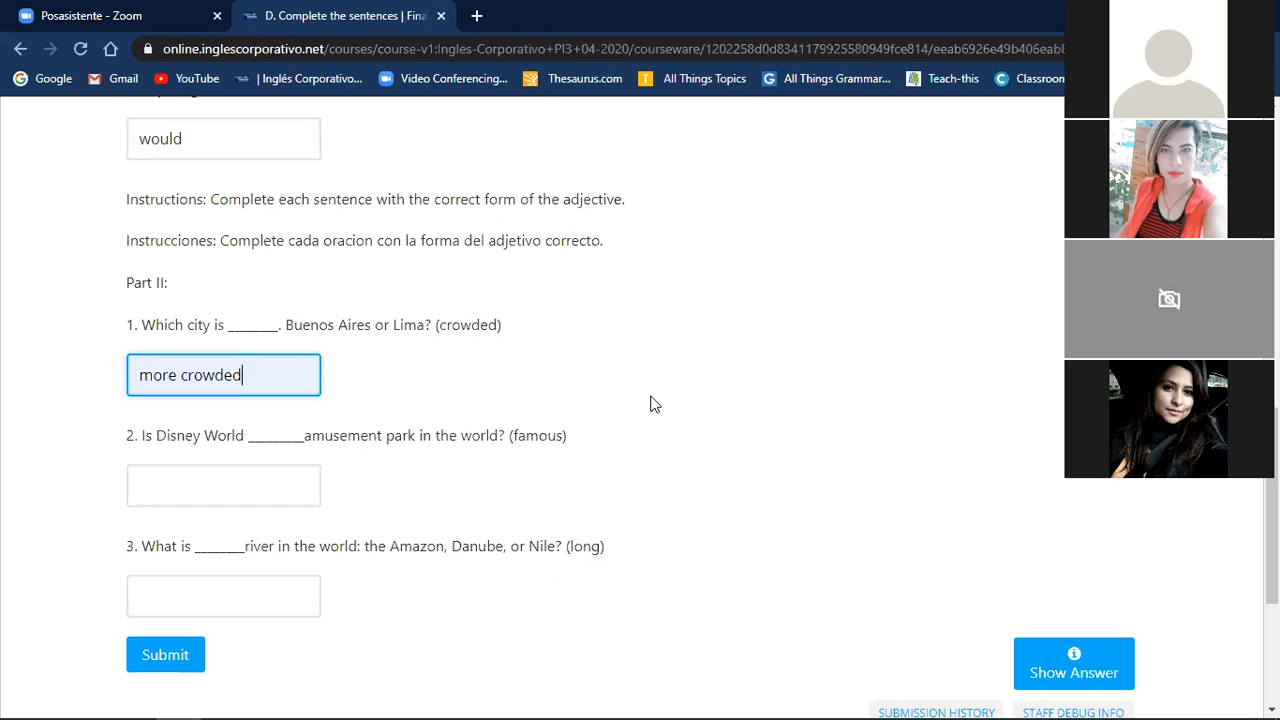 Posasistente - Zoom
D. Complete the sentences | Fina
online.inglescorporativo.net/courses/course-v1:Ingles-Corporativo+PI3+04-2020/courseware/1202258d0d8341179925580949fce814/eeab6926e49b406eab8
Google
Gmail
YouTube
| Inglés Corporativo...
Video Conferencing...
Thesaurus.com
All Things Topics
All Things Grammar...
Teach-this
Classroom
would
Instructions: Complete each sentence with the correct form of the adjective.
Instrucciones: Complete cada oracion con la forma del adjetivo correcto.
Part II:
1. Which city is ________. Buenos Aires or Lima? (crowded)
more crowded
2. Is Disney World _________amusement park in the world? (famous)
3. What is ________river in the world: the Amazon, Danube, or Nile? (long)
Submit
Show Answer
SUBMISSION HISTORY
STAFF DEBUG INFO